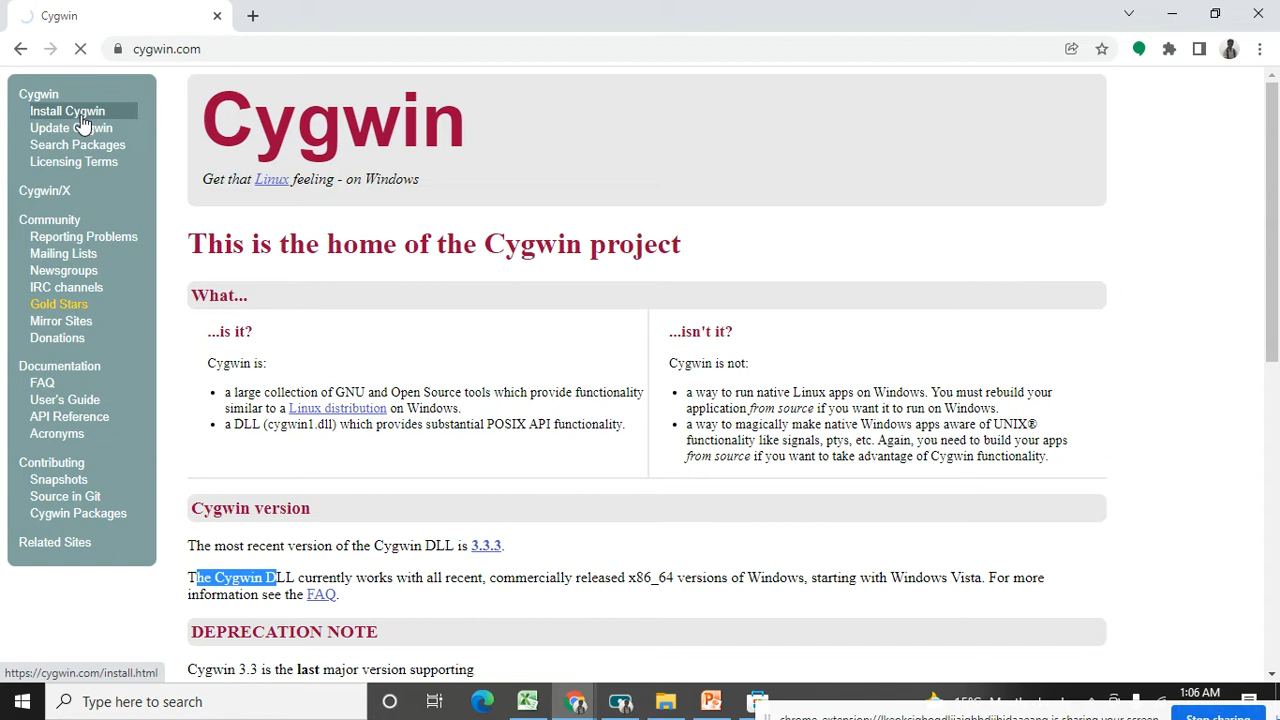 Cygwin
cygwin.com
Cygwin
Install Cygwin
Update Cygwin
Search Packages
Licensing Terms
Cygwin/X
Community
Reporting Problems
Mailing Lists
Newsgroups
IRC channels
Gold Stars
Mirror Sites
Donations
Documentation
FAQ
User's Guide
API Reference
Acronyms
Contributing
Snapshots
Source in Git
Cygwin Packages
Related Sites
Cygwin
Get that Linux feeling - on Windows
This is the home of the Cygwin project
What...
...is it?
Cygwin is:
a large collection of GNU and Open Source tools which provide functionality
similar to a Linux distribution on Windows.
a DLL (cygwin1.dll) which provides substantial POSIX API functionality.
...isn't it?
Cygwin is not:
a way to run native Linux apps on Windows. You must rebuild your
application from source if you want it to run on Windows.
a way to magically make native Windows apps aware of UNIX®
functionality like signals, ptys, etc. Again, you need to build your apps
from source if you want to take advantage of Cygwin functionality.
Cygwin version
The most recent version of the Cygwin DLL is 3.3.3.
The Cygwin DLL currently works with all recent, commercially released x86_64 versions of Windows, starting with Windows Vista. For more
information see the FAQ.
DEPRECATION NOTE
Cygwin 3.3 is the last major version supporting
https://cygwin.com/install.html
Type here to search
1:06 AM
is sharing your screen
Stop sharing